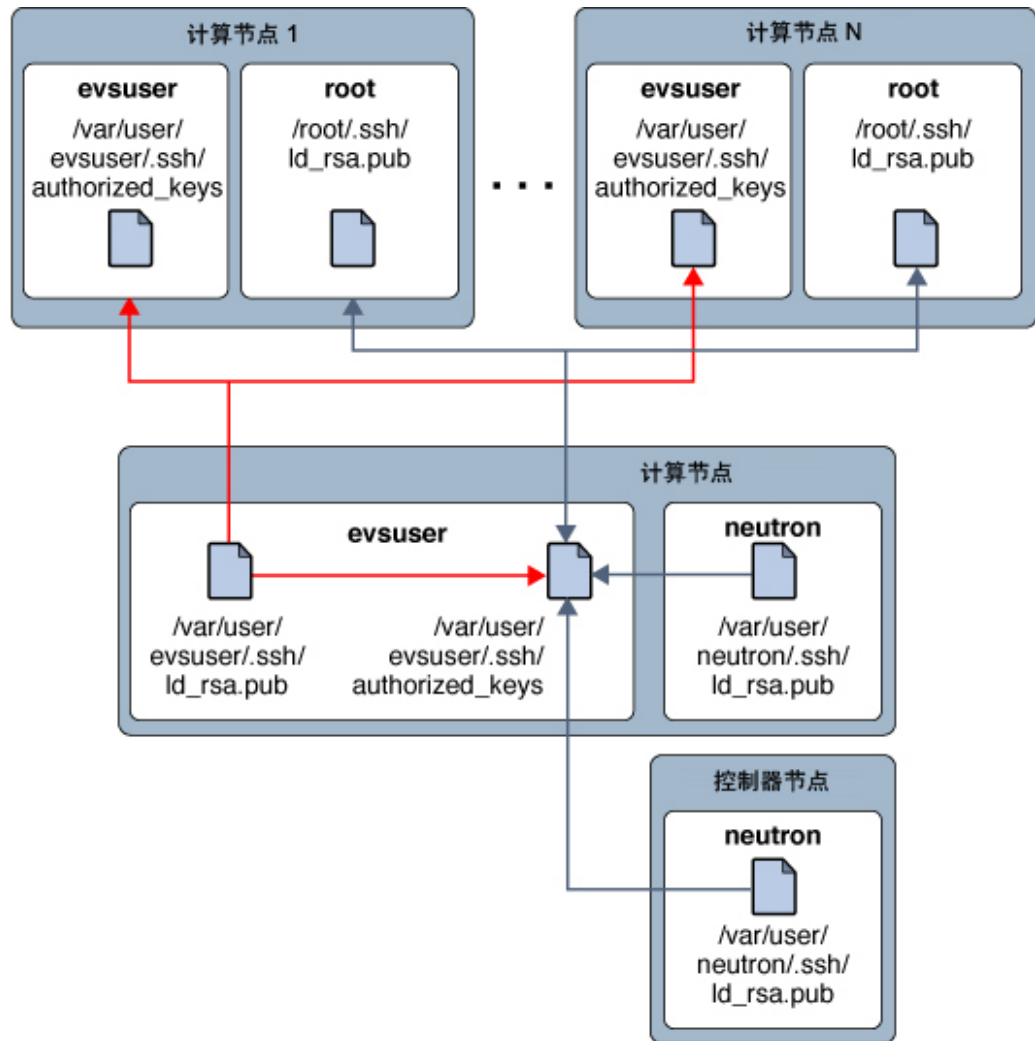 计算节点 1
evsuser
/var/user/
evsuser/.ssh/
authorized_keys
root
/root/.ssh/
ld_rsa.pub
. . .
计算节点 N
evsuser
/var/user/
evsuser/.ssh/
authorized_keys
root
/root/.ssh/
ld_rsa.pub
计算节点
evsuser
/var/user/
evsuser/.ssh/
ld_rsa.pub
/var/user/
evsuser/.ssh/
authorized_keys
neutron
/var/user/
neutron/.ssh/
ld_rsa.pub
控制器节点
neutron
/var/user/
neutron/.ssh/
ld_rsa.pub